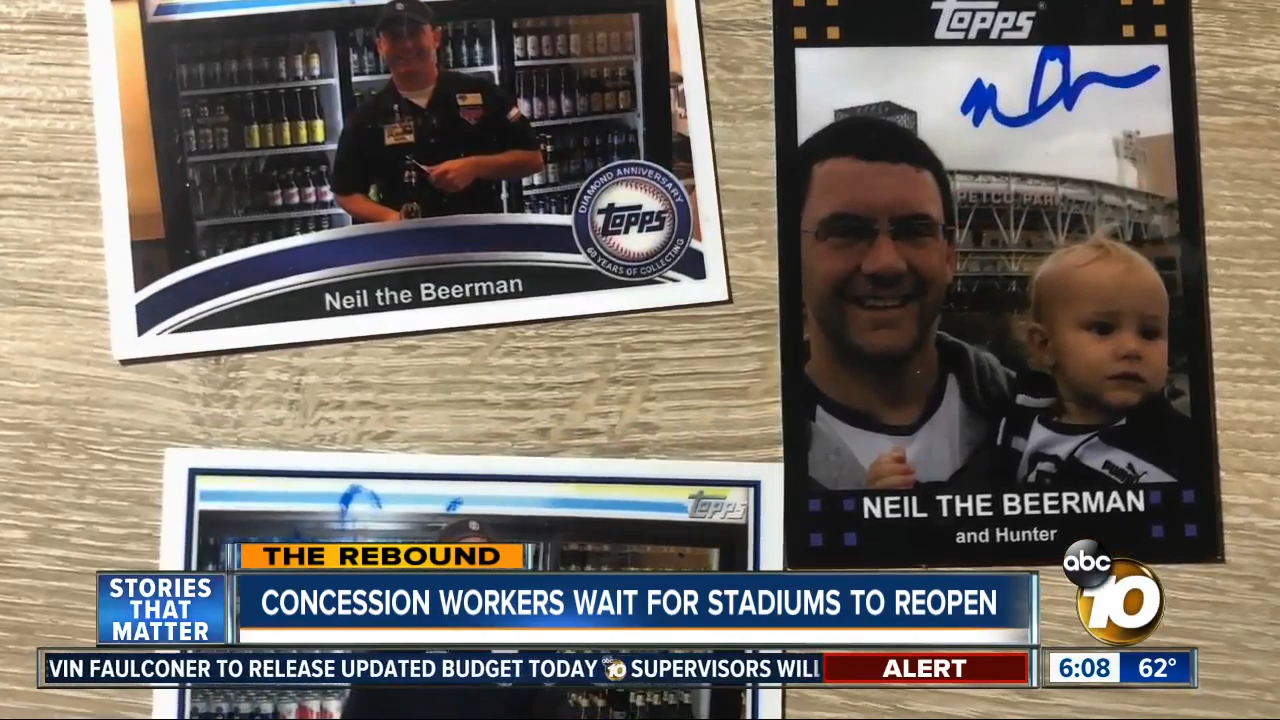 Topps
PETCO PARK
DIAMOND ANNIVERSARY
Topps
60 YEARS OF COLLECTING
Neil the Beerman
NEIL THE BEERMAN
and Hunter
Topps
THE REBOUND
STORIES
THAT
MATTER
CONCESSION WORKERS WAIT FOR STADIUMS TO REOPEN
abc
10
VIN FAULCONER TO RELEASE UPDATED BUDGET TODAY abc 10 SUPERVISORS WILL
ALERT
6:08 62°